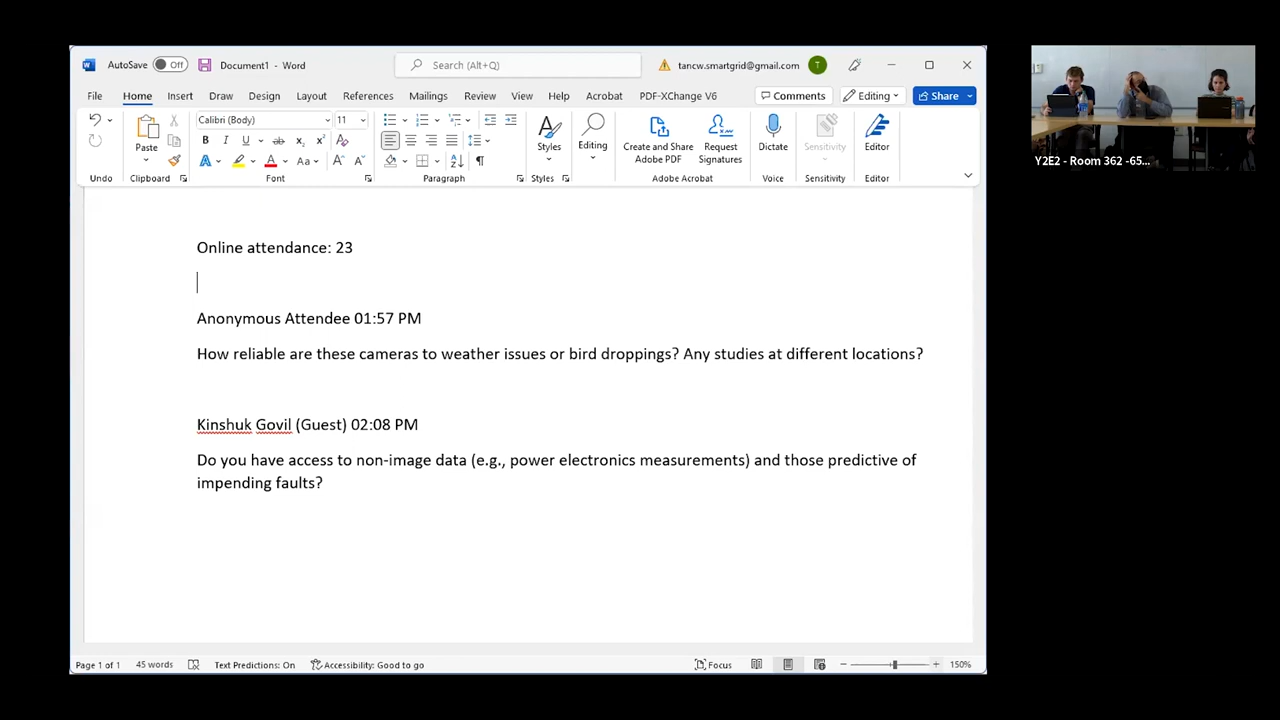 AutoSave Off Document1 - Word Search (Alt+Q) tancw.smartgrid@gmail.com T
File Home Insert Draw Design Layout References Mailings Review View Help Acrobat PDF-XChange V6 Comments Editing Share
Calibri (Body) 11
Paste Styles Editing Create and Share Adobe PDF Request Signatures Dictate Sensitivity Editor
Undo Clipboard Font Paragraph Styles Adobe Acrobat Voice Sensitivity Editor
Online attendance: 23
Anonymous Attendee 01:57 PM
How reliable are these cameras to weather issues or bird droppings? Any studies at different locations?
Kinshuk Govil (Guest) 02:08 PM
Do you have access to non-image data (e.g., power electronics measurements) and those predictive of
impending faults?
Page 1 of 1 45 words Text Predictions: On Accessibility: Good to go Focus 150%
Y2E2 - Room 362 -65...